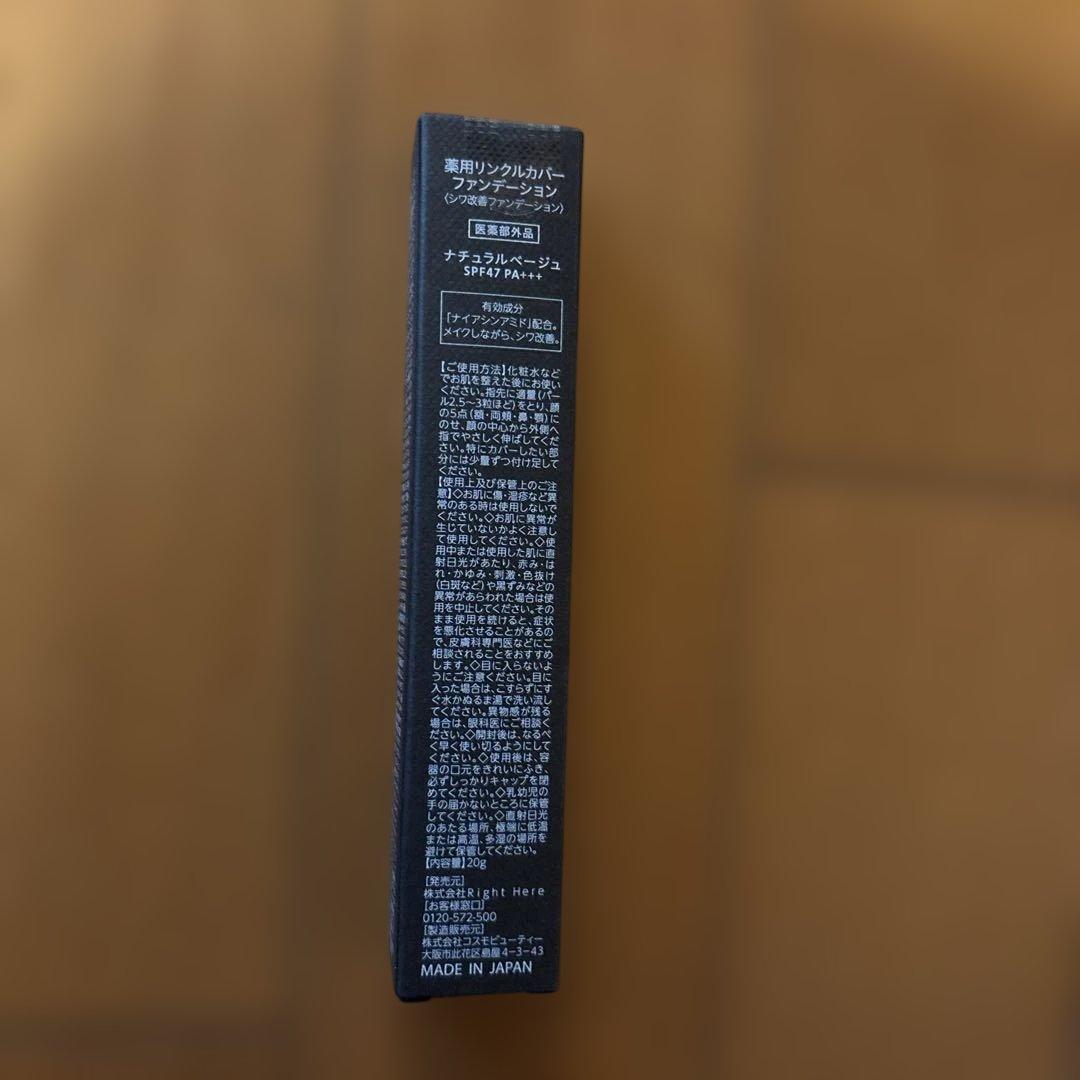 薬用リンクルカバー
ファンデーション
〈シワ改善ファンデーション〉
医薬部外品
ナチュラルベージュ
SPF47 PA+++
有効成分
「ナイアシンアミド」配合。
メイクしながら、シワ改善。
【ご使用方法】化粧水など
でお肌を整えた後にお使い
ください。指先に適量(パー
ル2.5〜3粒ほど)をとり、顔
の5点(額・両頬・鼻・顎)に
のせ、顔の中心から外側へ
指でやさしく伸ばしてくだ
さい。特にカバーしたい部
分には少量ずつ付け足して
ください。
【使用上及び保管上のご注
意】◇お肌に傷・湿疹など異
常のある時は使用しないで
ください。◇お肌に異常が
生じていないかよく注意し
て使用してください。◇使
用中または使用した肌に直
射日光があたり、赤み・は
れ・かゆみ・刺激・色抜け
(白斑など)や黒ずみなどの
異常があらわれた場合は使
用を中止してください。その
まま使用を続けると、症状
を悪化させることがあるの
で、皮膚科専門医などにご
相談されることをおすすめ
します。◇目に入らないよ
うにご注意ください。目に
入った場合は、こすらずにす
ぐ水かぬるま湯で洗い流し
てください。異物感が残る
場合は、眼科医にご相談く
ださい。◇開封後は、なるべ
く早く使い切るようにして
ください。◇使用後は、容
器の口元をきれいにふき、
必ずしっかりキャップを閉
めてください。◇乳幼児の
手の届かないところに保管
してください。◇直射日光
のあたる場所、極端に低温
または高温、多湿の場所を
避けて保管してください。
【内容量】20g
[発売元]
株式会社Right Here
[お客様窓口]
0120-572-500
[製造販売元]
株式会社コスモビューティー
大阪市此花区島屋4-3-43
MADE IN JAPAN